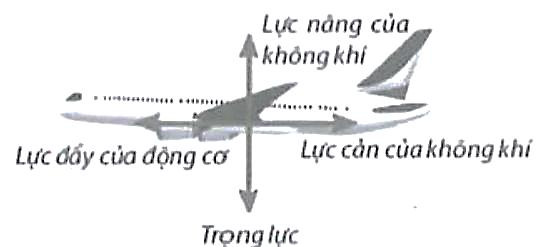 Lực nâng của
không khí
Lực đẩy của động cơ
Lực cản của không khí
Trọng lực